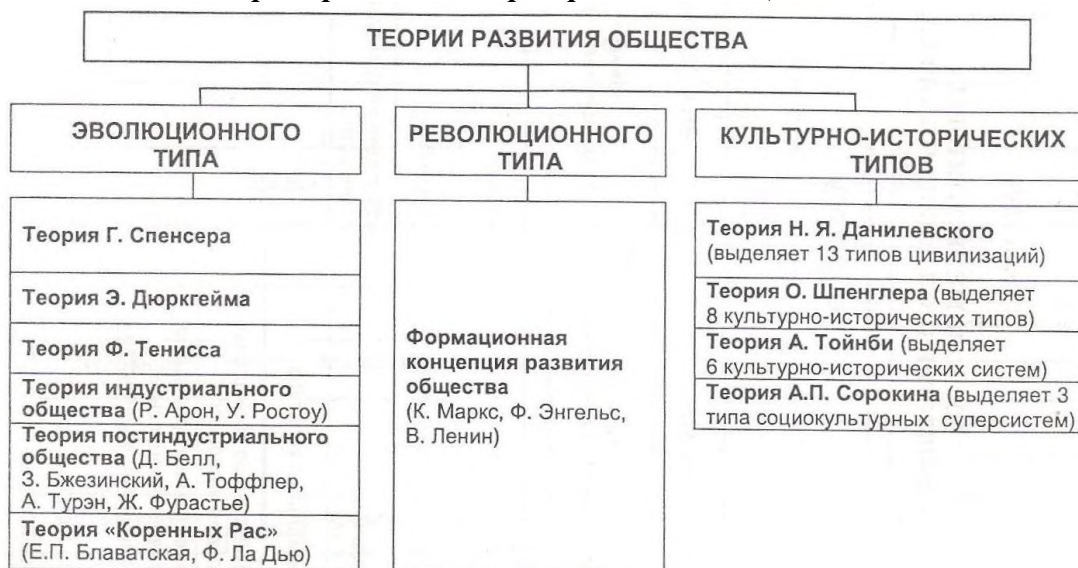 ТЕОРИИ РАЗВИТИЯ ОБЩЕСТВА
ЭВОЛЮЦИОННОГО
ТИПА
РЕВОЛЮЦИОННОГО
ТИПА
КУЛЬТУРНО-ИСТОРИЧЕСКИХ
ТИПОВ
Теория Г. Спенсера
Теория Э. Дюркгейма
Теория Ф. Тенисса
Теория индустриального
общества (Р. Арон, У. Ростоу)
Теория постиндустриального
общества (Д. Белл,
З. Бжезинский, А. Тоффлер,
А. Турэн, Ж. Фурастье)
Теория «Коренных Рас»
(Е.П. Блаватская, Ф. Ла Дью)
Формационная
концепция развития
общества
(К. Маркс, Ф. Энгельс,
В. Ленин)
Теория Н. Я. Данилевского
(выделяет 13 типов цивилизаций)
Теория О. Шпенглера (выделяет
8 культурно-исторических типов)
Теория А. Тойнби (выделяет
6 культурно-исторических систем)
Теория А.П. Сорокина (выделяет 3
типа социокультурных суперсистем)